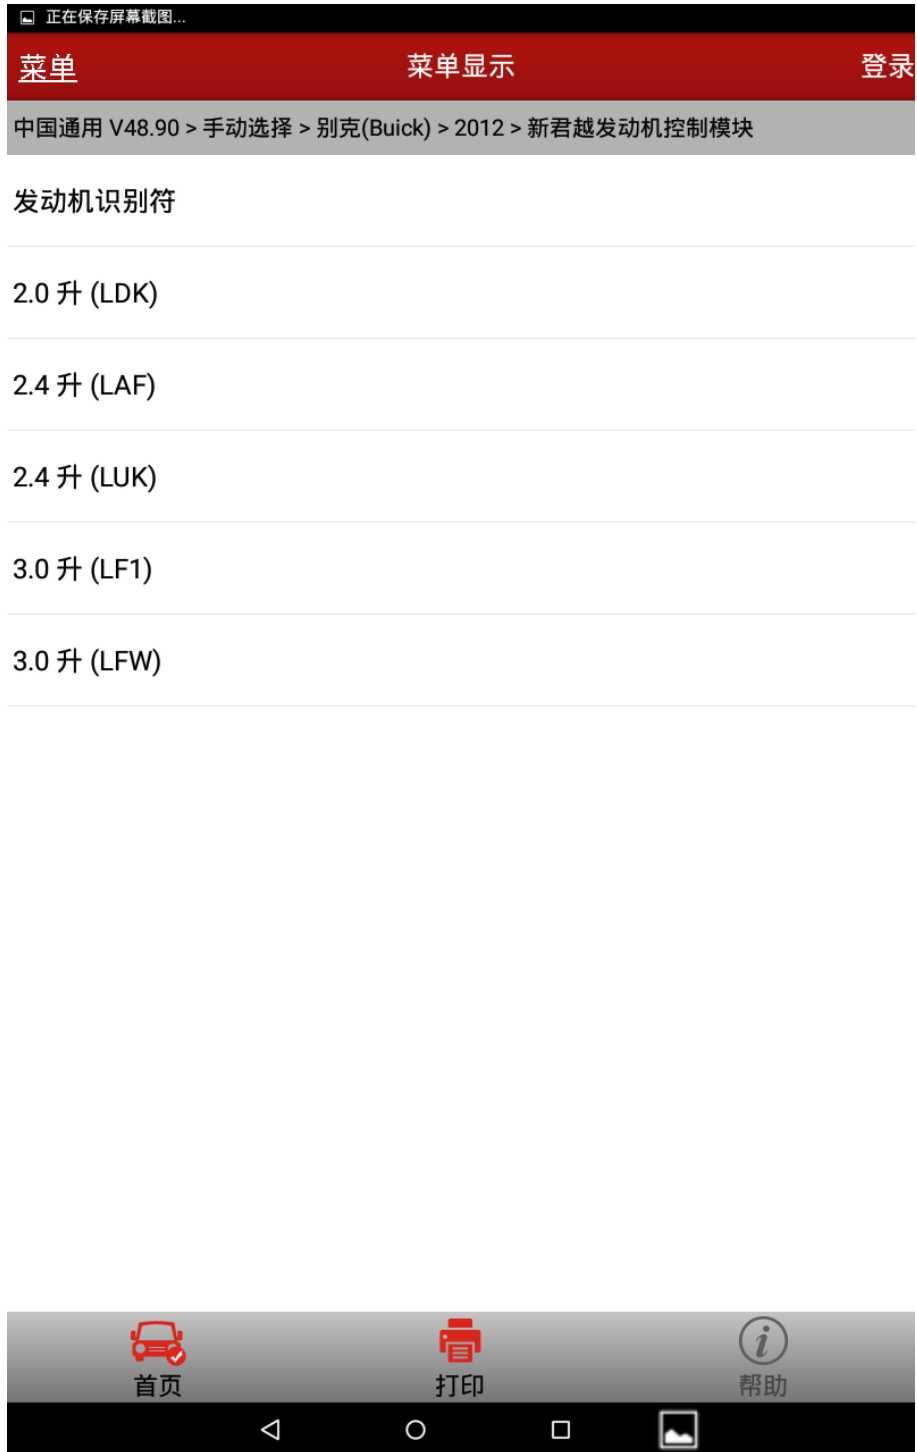 正在保存屏幕截图...
菜单 菜单显示 登录
中国通用 V48.90 > 手动选择 > 别克(Buick) > 2012 > 新君越发动机控制模块
发动机识别符
2.0 升 (LDK)
2.4 升 (LAF)
2.4 升 (LUK)
3.0 升 (LF1)
3.0 升 (LFW)
首页 打印 帮助